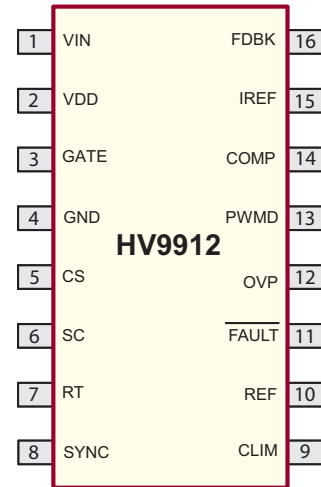 1 VIN FDBK 16
2 VDD IREF 15
3 GATE COMP 14
4 GND PWMD 13
HV9912
5 CS OVP 12
6 SC FAULT 11
7 RT REF 10
8 SYNC CLIM 9